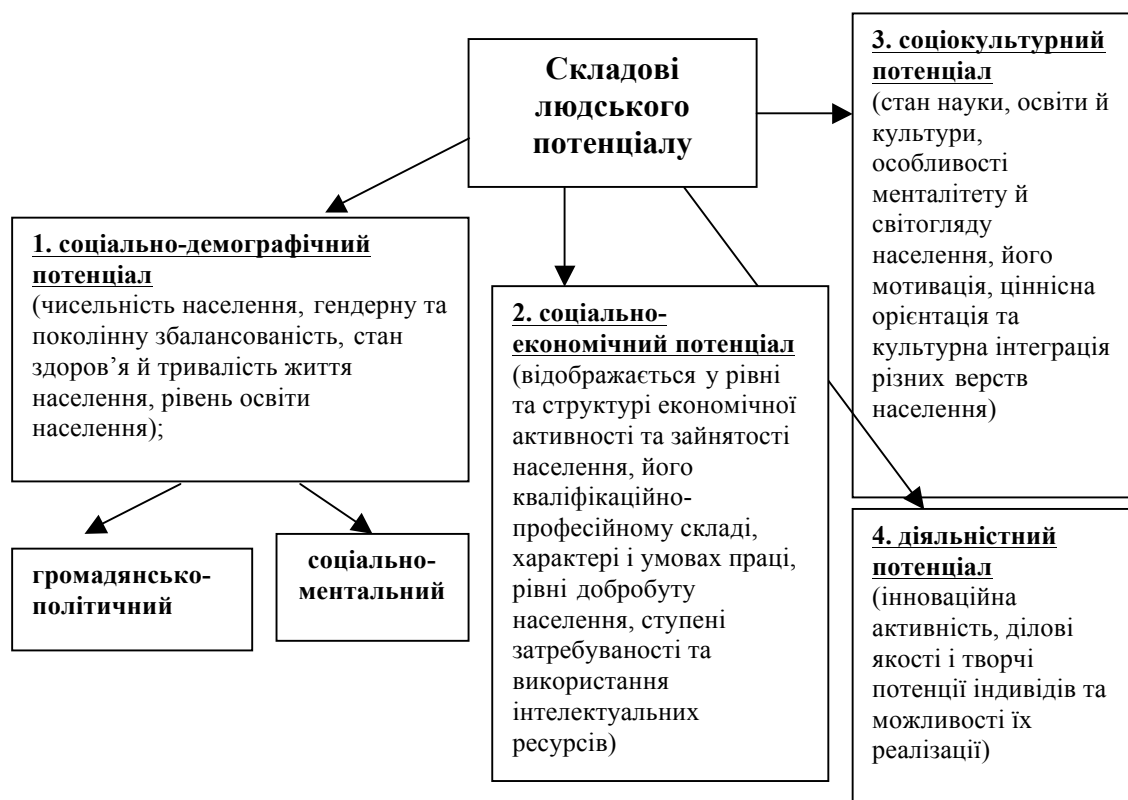 Складові
людського
потенціалу
1. соціально-демографічний
потенціал
(чисельність населення, гендерну та
поколінну збалансованість, стан
здоров’я й тривалість життя
населення, рівень освіти
населення);
громадянсько-
політичний
соціально-
ментальний
2. соціально-
економічний потенціал
(відображається у рівні
та структурі економічної
активності та зайнятості
населення, його
кваліфікаційно-
професійному складі,
характері і умовах праці,
рівні добробуту
населення, ступені
затребуваності та
використання
інтелектуальних
ресурсів)
3. соціокультурний
потенціал
(стан науки, освіти й
культури,
особливості
менталітету й
світогляду
населення, його
мотивація, ціннісна
орієнтація та
культурна інтеграція
різних верств
населення)
4. діяльністний
потенціал
(інноваційна
активність, ділові
якості і творчі
потенції індивідів та
можливості їх
реалізації)